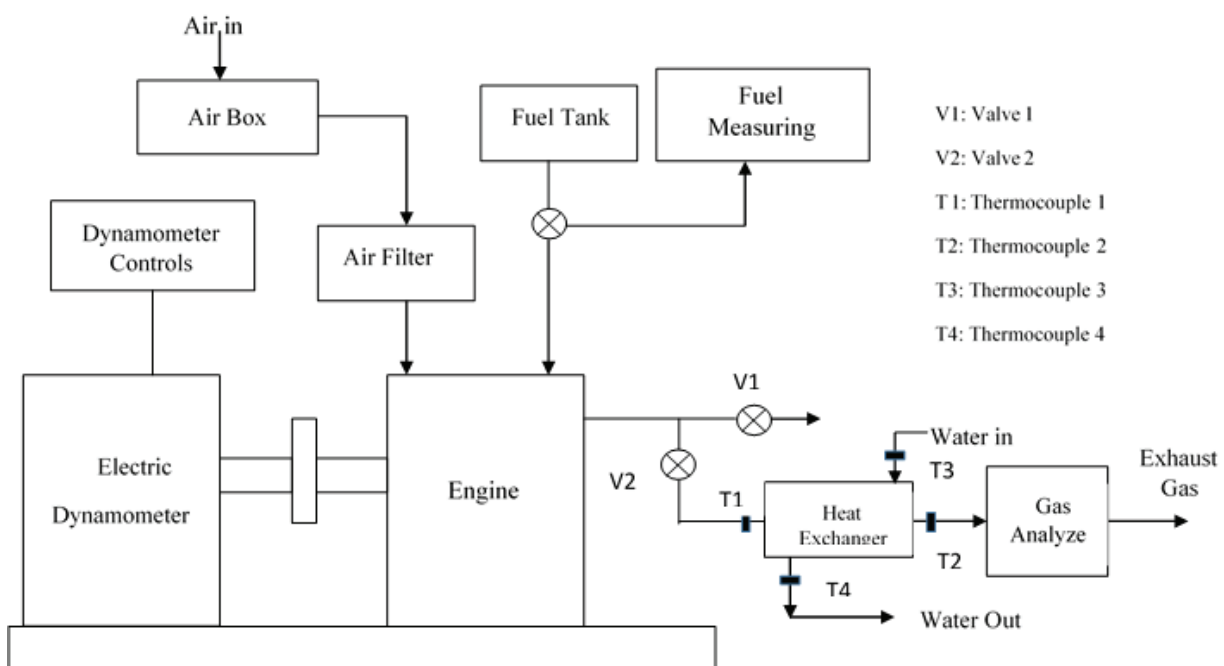 Air in
Air Box
Fuel Tank
Fuel
Measuring
V1: Valve 1
V2: Valve 2
T1: Thermocouple 1
T2: Thermocouple 2
T3: Thermocouple 3
T4: Thermocouple 4
Dynamometer
Controls
Air Filter
V1
Water in
T3
Exhaust
Gas
Electric
Dynamometer
Engine
V2
T1
Heat
Exchanger
T2
Gas
Analyze
T4
Water Out